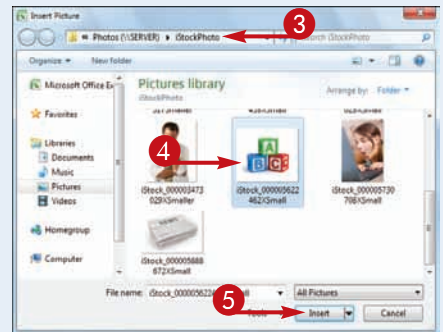 Insert Picture
3
Photos (\\SERVER) ▸ iStockPhoto
Search iStockPhoto
Organize
New folder
Microsoft Office Ex
Favorites
Libraries
Documents
Music
Pictures
Videos
Homegroup
Computer
Pictures library
iStockPhoto
Arrange by: Folder
4
A
B C
iStock_000003473
029XSmaller
iStock_000005622
462XSmall
iStock_000005730
708XSmall
iStock_000005888
672XSmall
File name:
All Pictures
5
Tools
Insert
Cancel